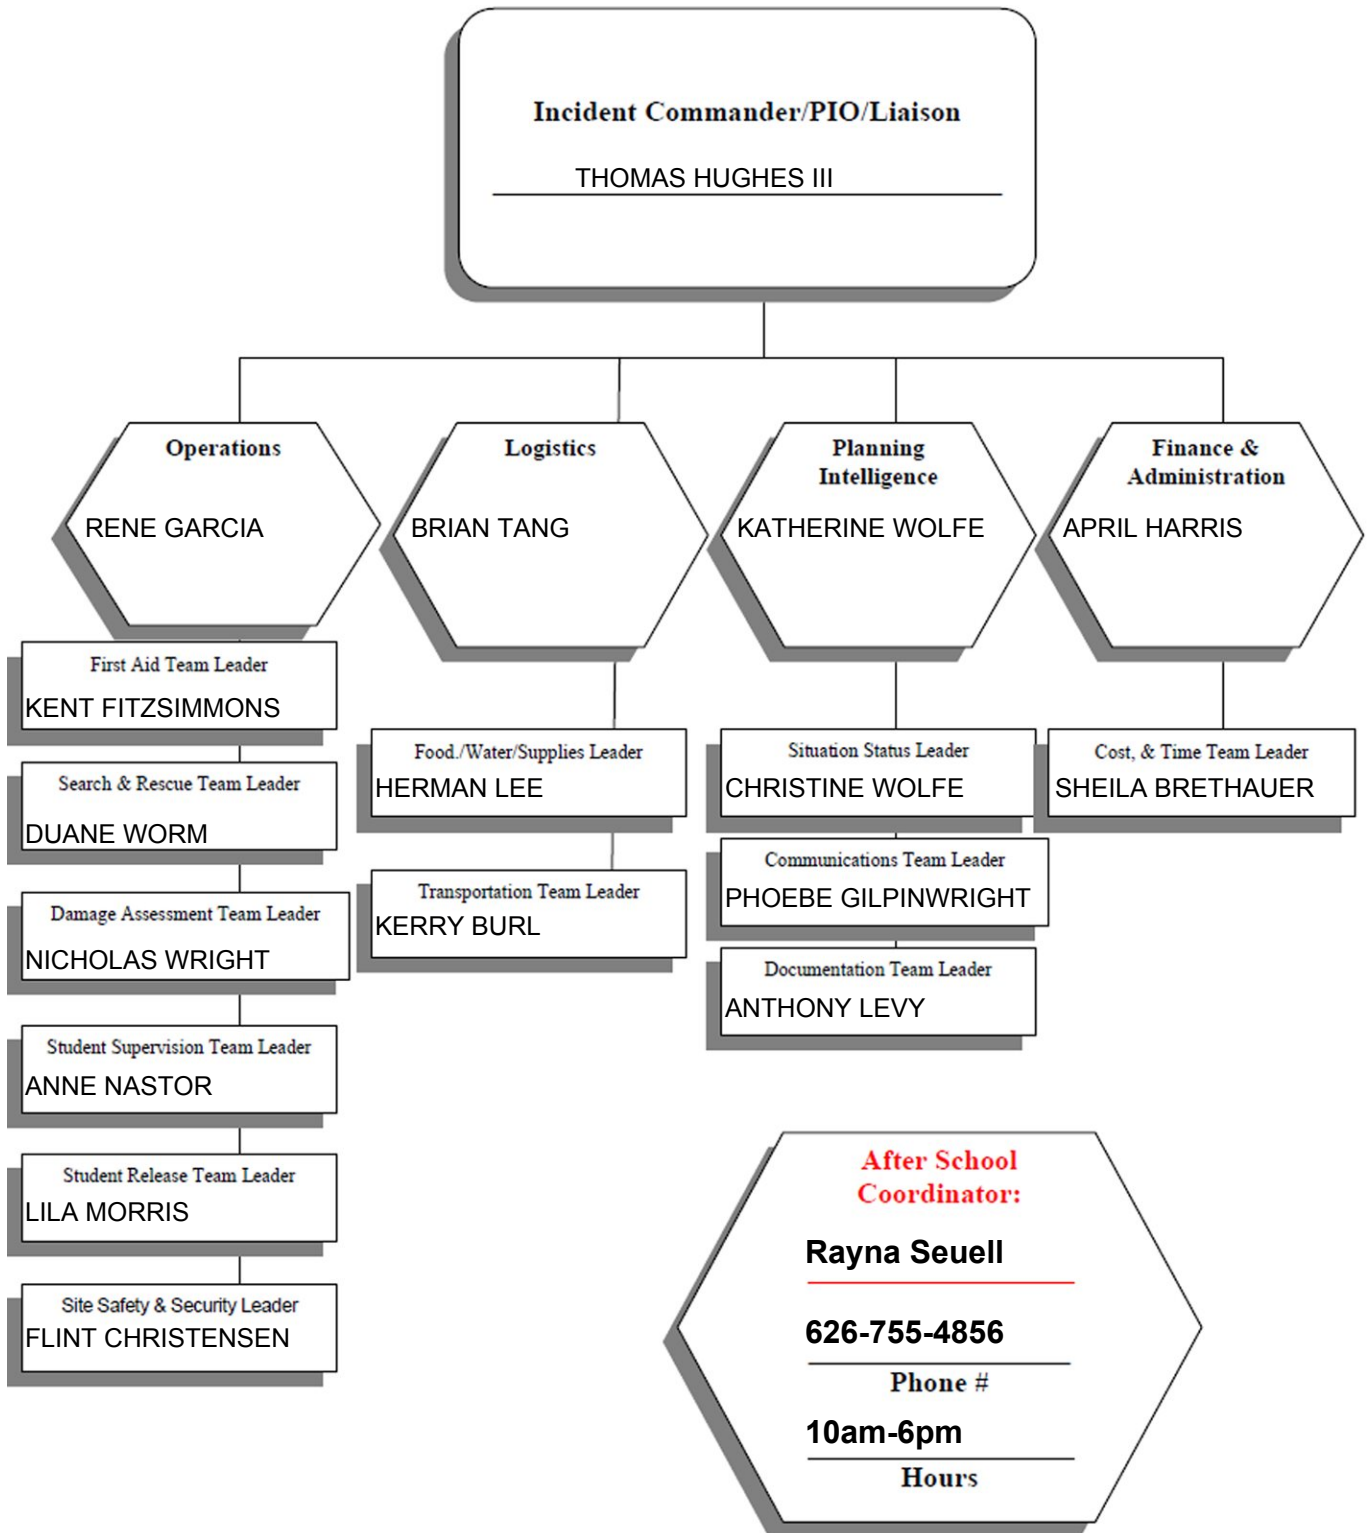 Incident Commander/PIO/Liaison
THOMAS HUGHES III
Operations
RENE GARCIA
Logistics
BRIAN TANG
Planning
Intelligence
KATHERINE WOLFE
Finance &
Administration
APRIL HARRIS
First Aid Team Leader
KENT FITZSIMMONS
Search & Rescue Team Leader
DUANE WORM
Damage Assessment Team Leader
NICHOLAS WRIGHT
Student Supervision Team Leader
ANNE NASTOR
Student Release Team Leader
LILA MORRIS
Site Safety & Security Leader
FLINT CHRISTENSEN
Food./Water/Supplies Leader
HERMAN LEE
Transportation Team Leader
KERRY BURL
Situation Status Leader
CHRISTINE WOLFE
Communications Team Leader
PHOEBE GILPINWRIGHT
Documentation Team Leader
ANTHONY LEVY
Cost, & Time Team Leader
SHEILA BRETHAUER
After School
Coordinator:
Rayna Seuell
626-755-4856
Phone #
10am-6pm
Hours